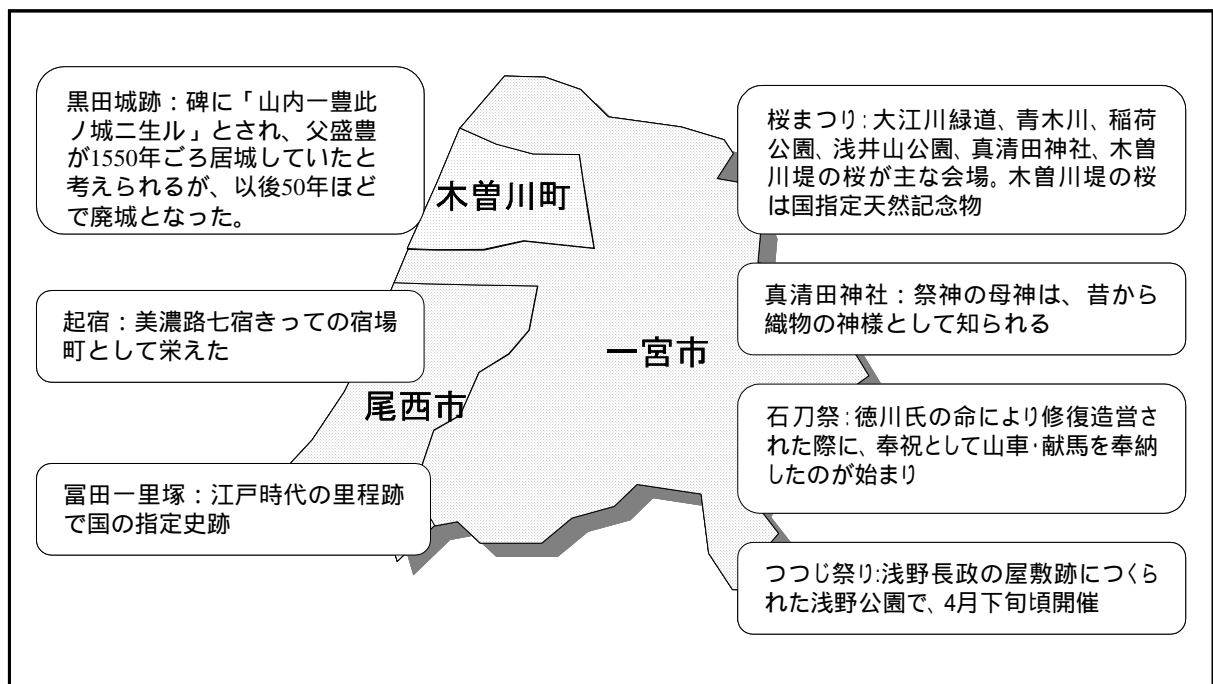 黒田城跡：碑に「山内一豊此
ノ城ニ生ル」とされ、父盛豊
が1550年ごろ居城していたと
考えられるが、以後50年ほど
で廃城となった。
起宿：美濃路七宿きっての宿場
町として栄えた
冨田一里塚：江戸時代の里程跡
で国の指定史跡
木曽川町
一宮市
尾西市
桜まつり：大江川緑道、青木川、稲荷
公園、浅井山公園、真清田神社、木曽
川堤の桜が主な会場。木曽川堤の桜
は国指定天然記念物
真清田神社：祭神の母神は、昔から
織物の神様として知られる
石刀祭：徳川氏の命により修復造営さ
れた際に、奉祝として山車・献馬を奉納
したのが始まり
つつじ祭り:浅野長政の屋敷跡につくら
れた浅野公園で、4月下旬頃開催